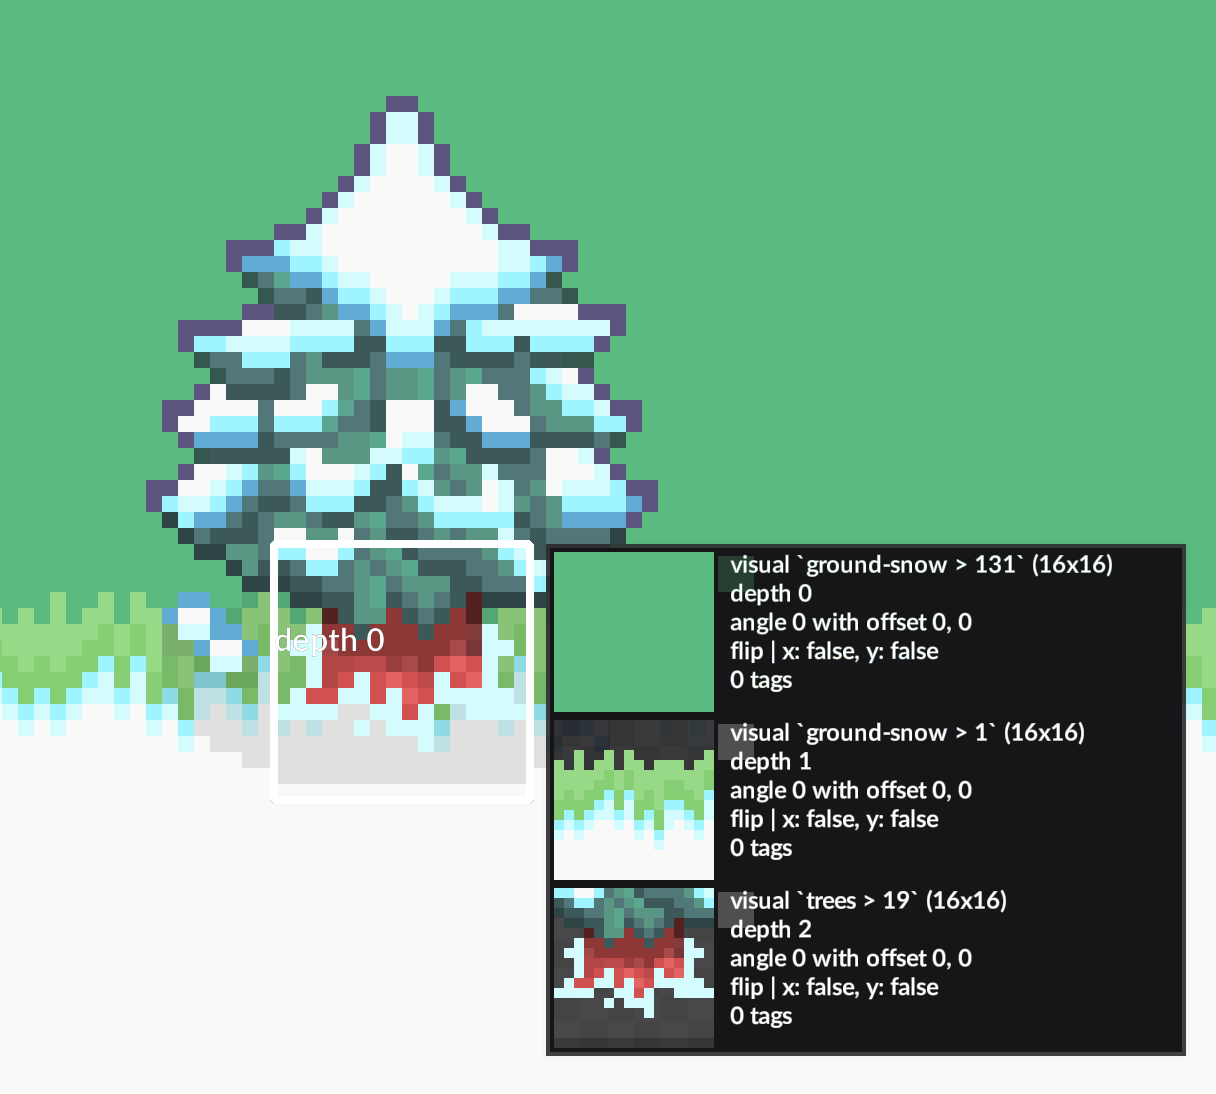 depth 0
visual `ground-snow > 131` (16x16)
depth 0
angle 0 with offset 0, 0
flip | x: false, y: false
0 tags
visual `ground-snow > 1` (16x16)
depth 1
angle 0 with offset 0, 0
flip | x: false, y: false
0 tags
visual `trees > 19` (16x16)
depth 2
angle 0 with offset 0, 0
flip | x: false, y: false
0 tags